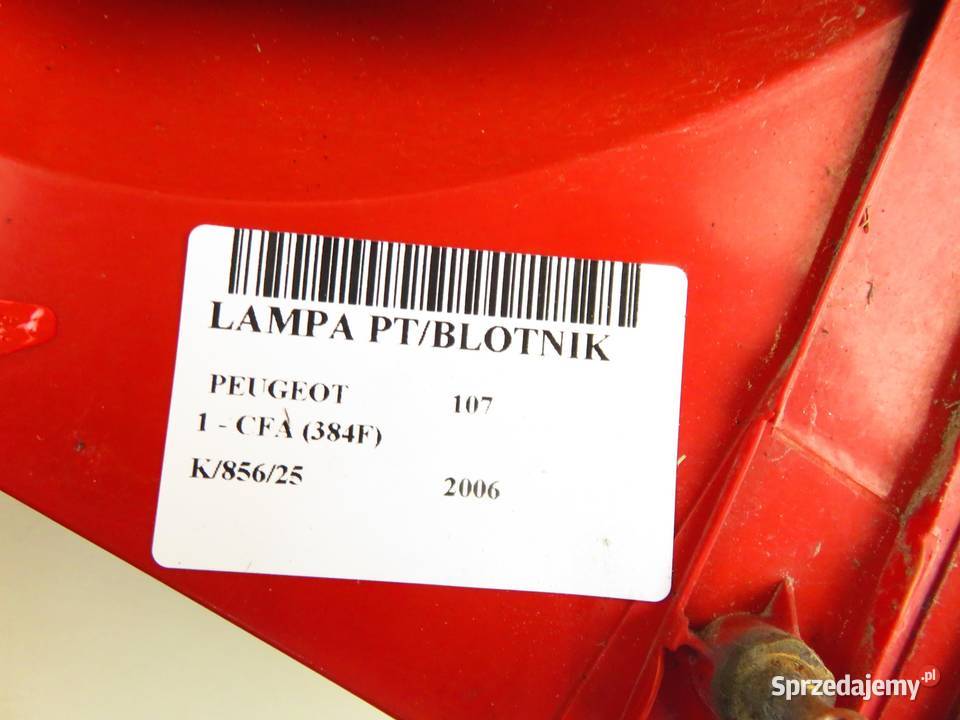 LAMPA PT/BLOTNIK
PEUGEOT 107
1 - CFA (384F)
K/856/25 2006
Sprzedajemy.pl